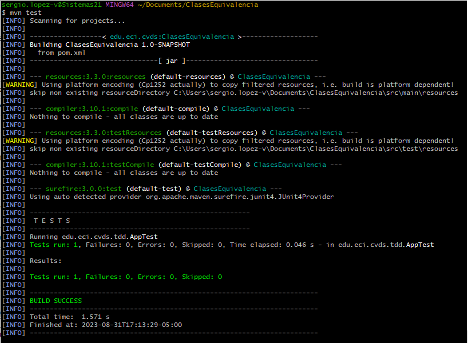 sergio.lopez-v@Sistemas21 MINGW64 ~/Documents/ClasesEquivalencia
$ mvn test
[INFO] Scanning for projects...
[INFO]
[INFO] -------------------< edu.eci.cvds:ClasesEquivalencia >-------------------
[INFO] Building ClasesEquivalencia 1.0-SNAPSHOT
[INFO]   from pom.xml
[INFO] --------------------------------[ jar ]---------------------------------
[INFO]
[INFO] --- resources:3.3.0:resources (default-resources) @ ClasesEquivalencia ---
[WARNING] Using platform encoding (Cp1252 actually) to copy filtered resources, i.e. build is platform dependent!
[INFO] skip non existing resourceDirectory C:\Users\sergio.lopez-v\Documents\ClasesEquivalencia\src\main\resources
[INFO]
[INFO] --- compiler:3.10.1:compile (default-compile) @ ClasesEquivalencia ---
[INFO] Nothing to compile - all classes are up to date
[INFO]
[INFO] --- resources:3.3.0:testResources (default-testResources) @ ClasesEquivalencia ---
[WARNING] Using platform encoding (Cp1252 actually) to copy filtered resources, i.e. build is platform dependent!
[INFO] skip non existing resourceDirectory C:\Users\sergio.lopez-v\Documents\ClasesEquivalencia\src\test\resources
[INFO]
[INFO] --- compiler:3.10.1:testCompile (default-testCompile) @ ClasesEquivalencia ---
[INFO] Nothing to compile - all classes are up to date
[INFO]
[INFO] --- surefire:3.0.0:test (default-test) @ ClasesEquivalencia ---
[INFO] Using auto detected provider org.apache.maven.surefire.junit4.JUnit4Provider
[INFO]
[INFO] -------------------------------------------------------
[INFO]  T E S T S
[INFO] -------------------------------------------------------
[INFO] Running edu.eci.cvds.tdd.AppTest
[INFO] Tests run: 1, Failures: 0, Errors: 0, Skipped: 0, Time elapsed: 0.046 s - in edu.eci.cvds.tdd.AppTest
[INFO]
[INFO] Results:
[INFO]
[INFO] Tests run: 1, Failures: 0, Errors: 0, Skipped: 0
[INFO]
[INFO] ------------------------------------------------------------------------
[INFO] BUILD SUCCESS
[INFO] ------------------------------------------------------------------------
[INFO] Total time:  1.571 s
[INFO] Finished at: 2023-08-31T17:13:29-05:00
[INFO] ------------------------------------------------------------------------